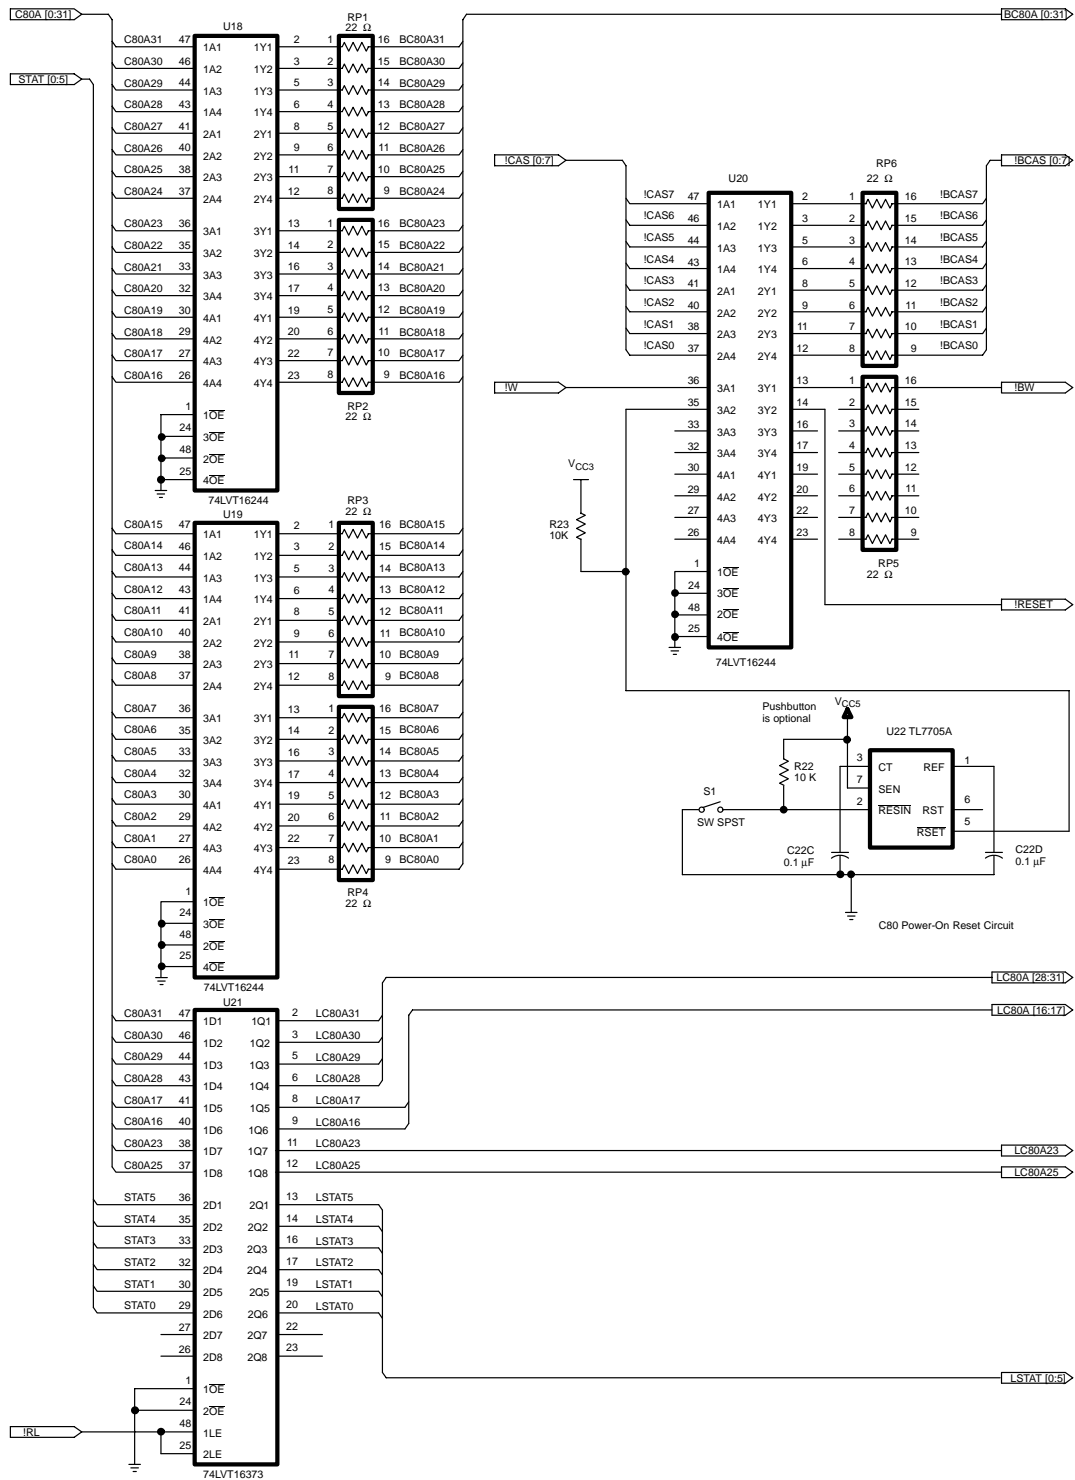 C80A [0:31]
BC80A [0:31]
STAT [0:5]
U18
RP1
22 Ω
C80A31 47 1A1 1Y1 2 1 16 BC80A31
C80A30 46 1A2 1Y2 3 2 15 BC80A30
C80A29 44 1A3 1Y3 5 3 14 BC80A29
C80A28 43 1A4 1Y4 6 4 13 BC80A28
C80A27 41 2A1 2Y1 8 5 12 BC80A27
C80A26 40 2A2 2Y2 9 6 11 BC80A26
C80A25 38 2A3 2Y3 11 7 10 BC80A25
C80A24 37 2A4 2Y4 12 8 9 BC80A24
C80A23 36 3A1 3Y1 13 1 16 BC80A23
C80A22 35 3A2 3Y2 14 2 15 BC80A22
C80A21 33 3A3 3Y3 16 3 14 BC80A21
C80A20 32 3A4 3Y4 17 4 13 BC80A20
C80A19 30 4A1 4Y1 19 5 12 BC80A19
C80A18 29 4A2 4Y2 20 6 11 BC80A18
C80A17 27 4A3 4Y3 22 7 10 BC80A17
C80A16 26 4A4 4Y4 23 8 9 BC80A16
RP2
22 Ω
1 1OE
24 3OE
48 2OE
25 4OE
74LVT16244
U19
RP3
22 Ω
C80A15 47 1A1 1Y1 2 1 16 BC80A15
C80A14 46 1A2 1Y2 3 2 15 BC80A14
C80A13 44 1A3 1Y3 5 3 14 BC80A13
C80A12 43 1A4 1Y4 6 4 13 BC80A12
C80A11 41 2A1 2Y1 8 5 12 BC80A11
C80A10 40 2A2 2Y2 9 6 11 BC80A10
C80A9 38 2A3 2Y3 11 7 10 BC80A9
C80A8 37 2A4 2Y4 12 8 9 BC80A8
C80A7 36 3A1 3Y1 13 1 16 BC80A7
C80A6 35 3A2 3Y2 14 2 15 BC80A6
C80A5 33 3A3 3Y3 16 3 14 BC80A5
C80A4 32 3A4 3Y4 17 4 13 BC80A4
C80A3 30 4A1 4Y1 19 5 12 BC80A3
C80A2 29 4A2 4Y2 20 6 11 BC80A2
C80A1 27 4A3 4Y3 22 7 10 BC80A1
C80A0 26 4A4 4Y4 23 8 9 BC80A0
RP4
22 Ω
1 1OE
24 3OE
48 2OE
25 4OE
74LVT16244
!CAS [0:7]
!BCAS [0:7]
U20
RP6
22 Ω
!CAS7 47 1A1 1Y1 2 1 16 !BCAS7
!CAS6 46 1A2 1Y2 3 2 15 !BCAS6
!CAS5 44 1A3 1Y3 5 3 14 !BCAS5
!CAS4 43 1A4 1Y4 6 4 13 !BCAS4
!CAS3 41 2A1 2Y1 8 5 12 !BCAS3
!CAS2 40 2A2 2Y2 9 6 11 !BCAS2
!CAS1 38 2A3 2Y3 11 7 10 !BCAS1
!CAS0 37 2A4 2Y4 12 8 9 !BCAS0
!W 36 3A1 3Y1 13 1 16 !BW
35 3A2 3Y2 14 2 15
33 3A3 3Y3 16 3 14
32 3A4 3Y4 17 4 13
30 4A1 4Y1 19 5 12
29 4A2 4Y2 20 6 11
27 4A3 4Y3 22 7 10
26 4A4 4Y4 23 8 9
RP5
22 Ω
VCC3
R23
10K
1 1OE
24 3OE
48 2OE
25 4OE
74LVT16244
!RESET
Pushbutton
is optional
VCC5
U22 TL7705A
R22
10 K
S1
SW SPST
3 CT REF 1
7 SEN
2 RESIN RST 6
RSET 5
C22C
0.1 µF
C22D
0.1 µF
C80 Power-On Reset Circuit
LC80A [28:31]
LC80A [16:17]
U21
C80A31 47 1D1 1Q1 2 LC80A31
C80A30 46 1D2 1Q2 3 LC80A30
C80A29 44 1D3 1Q3 5 LC80A29
C80A28 43 1D4 1Q4 6 LC80A28
C80A17 41 1D5 1Q5 8 LC80A17
C80A16 40 1D6 1Q6 9 LC80A16
C80A23 38 1D7 1Q7 11 LC80A23 LC80A23
C80A25 37 1D8 1Q8 12 LC80A25 LC80A25
STAT5 36 2D1 2Q1 13 LSTAT5
STAT4 35 2D2 2Q2 14 LSTAT4
STAT3 33 2D3 2Q3 16 LSTAT3
STAT2 32 2D4 2Q4 17 LSTAT2
STAT1 30 2D5 2Q5 19 LSTAT1
STAT0 29 2D6 2Q6 20 LSTAT0
27 2D7 2Q7 22
26 2D8 2Q8 23
LSTAT [0:5]
1 1OE
24 2OE
!RL 48 1LE
25 2LE
74LVT16373